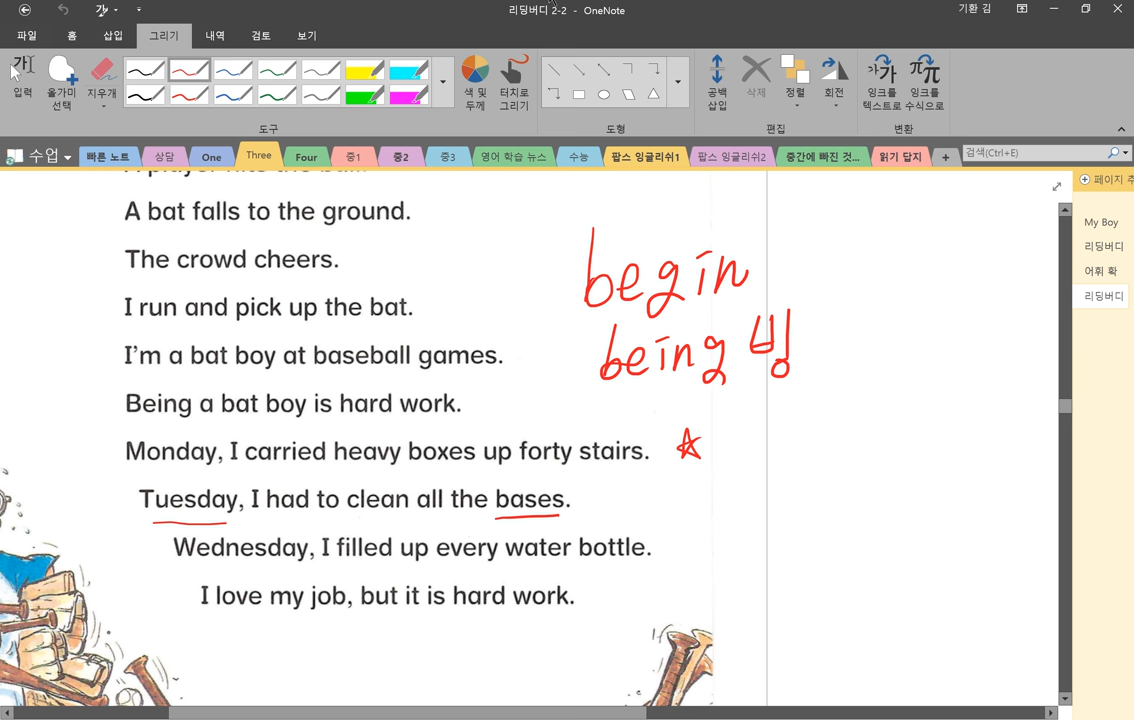 리딩버디 2-2 - OneNote
기환 김
파일 홈 삽입 그리기 내역 검토 보기
입력 올가미 선택 지우개 색 및 두께 터치로 그리기 공백 삽입 삭제 정렬 회전 잉크를 텍스트로 잉크를 수식으로
도구 도형 편집 변환
수업 빠른 노트 상담 One Three Four 중1 중2 중3 영어 학습 뉴스 수능 팝스 잉글리쉬1 팝스 잉글리쉬2 중간에 빠진 것... 읽기 답지 + 검색(Ctrl+E)
페이지 추
My Boy
리딩버디
어휘 확
리딩버디
A bat falls to the ground.
The crowd cheers.
I run and pick up the bat.
I'm a bat boy at baseball games.
Being a bat boy is hard work.
Monday, I carried heavy boxes up forty stairs.
Tuesday, I had to clean all the bases.
Wednesday, I filled up every water bottle.
I love my job, but it is hard work.
begin
being 빙